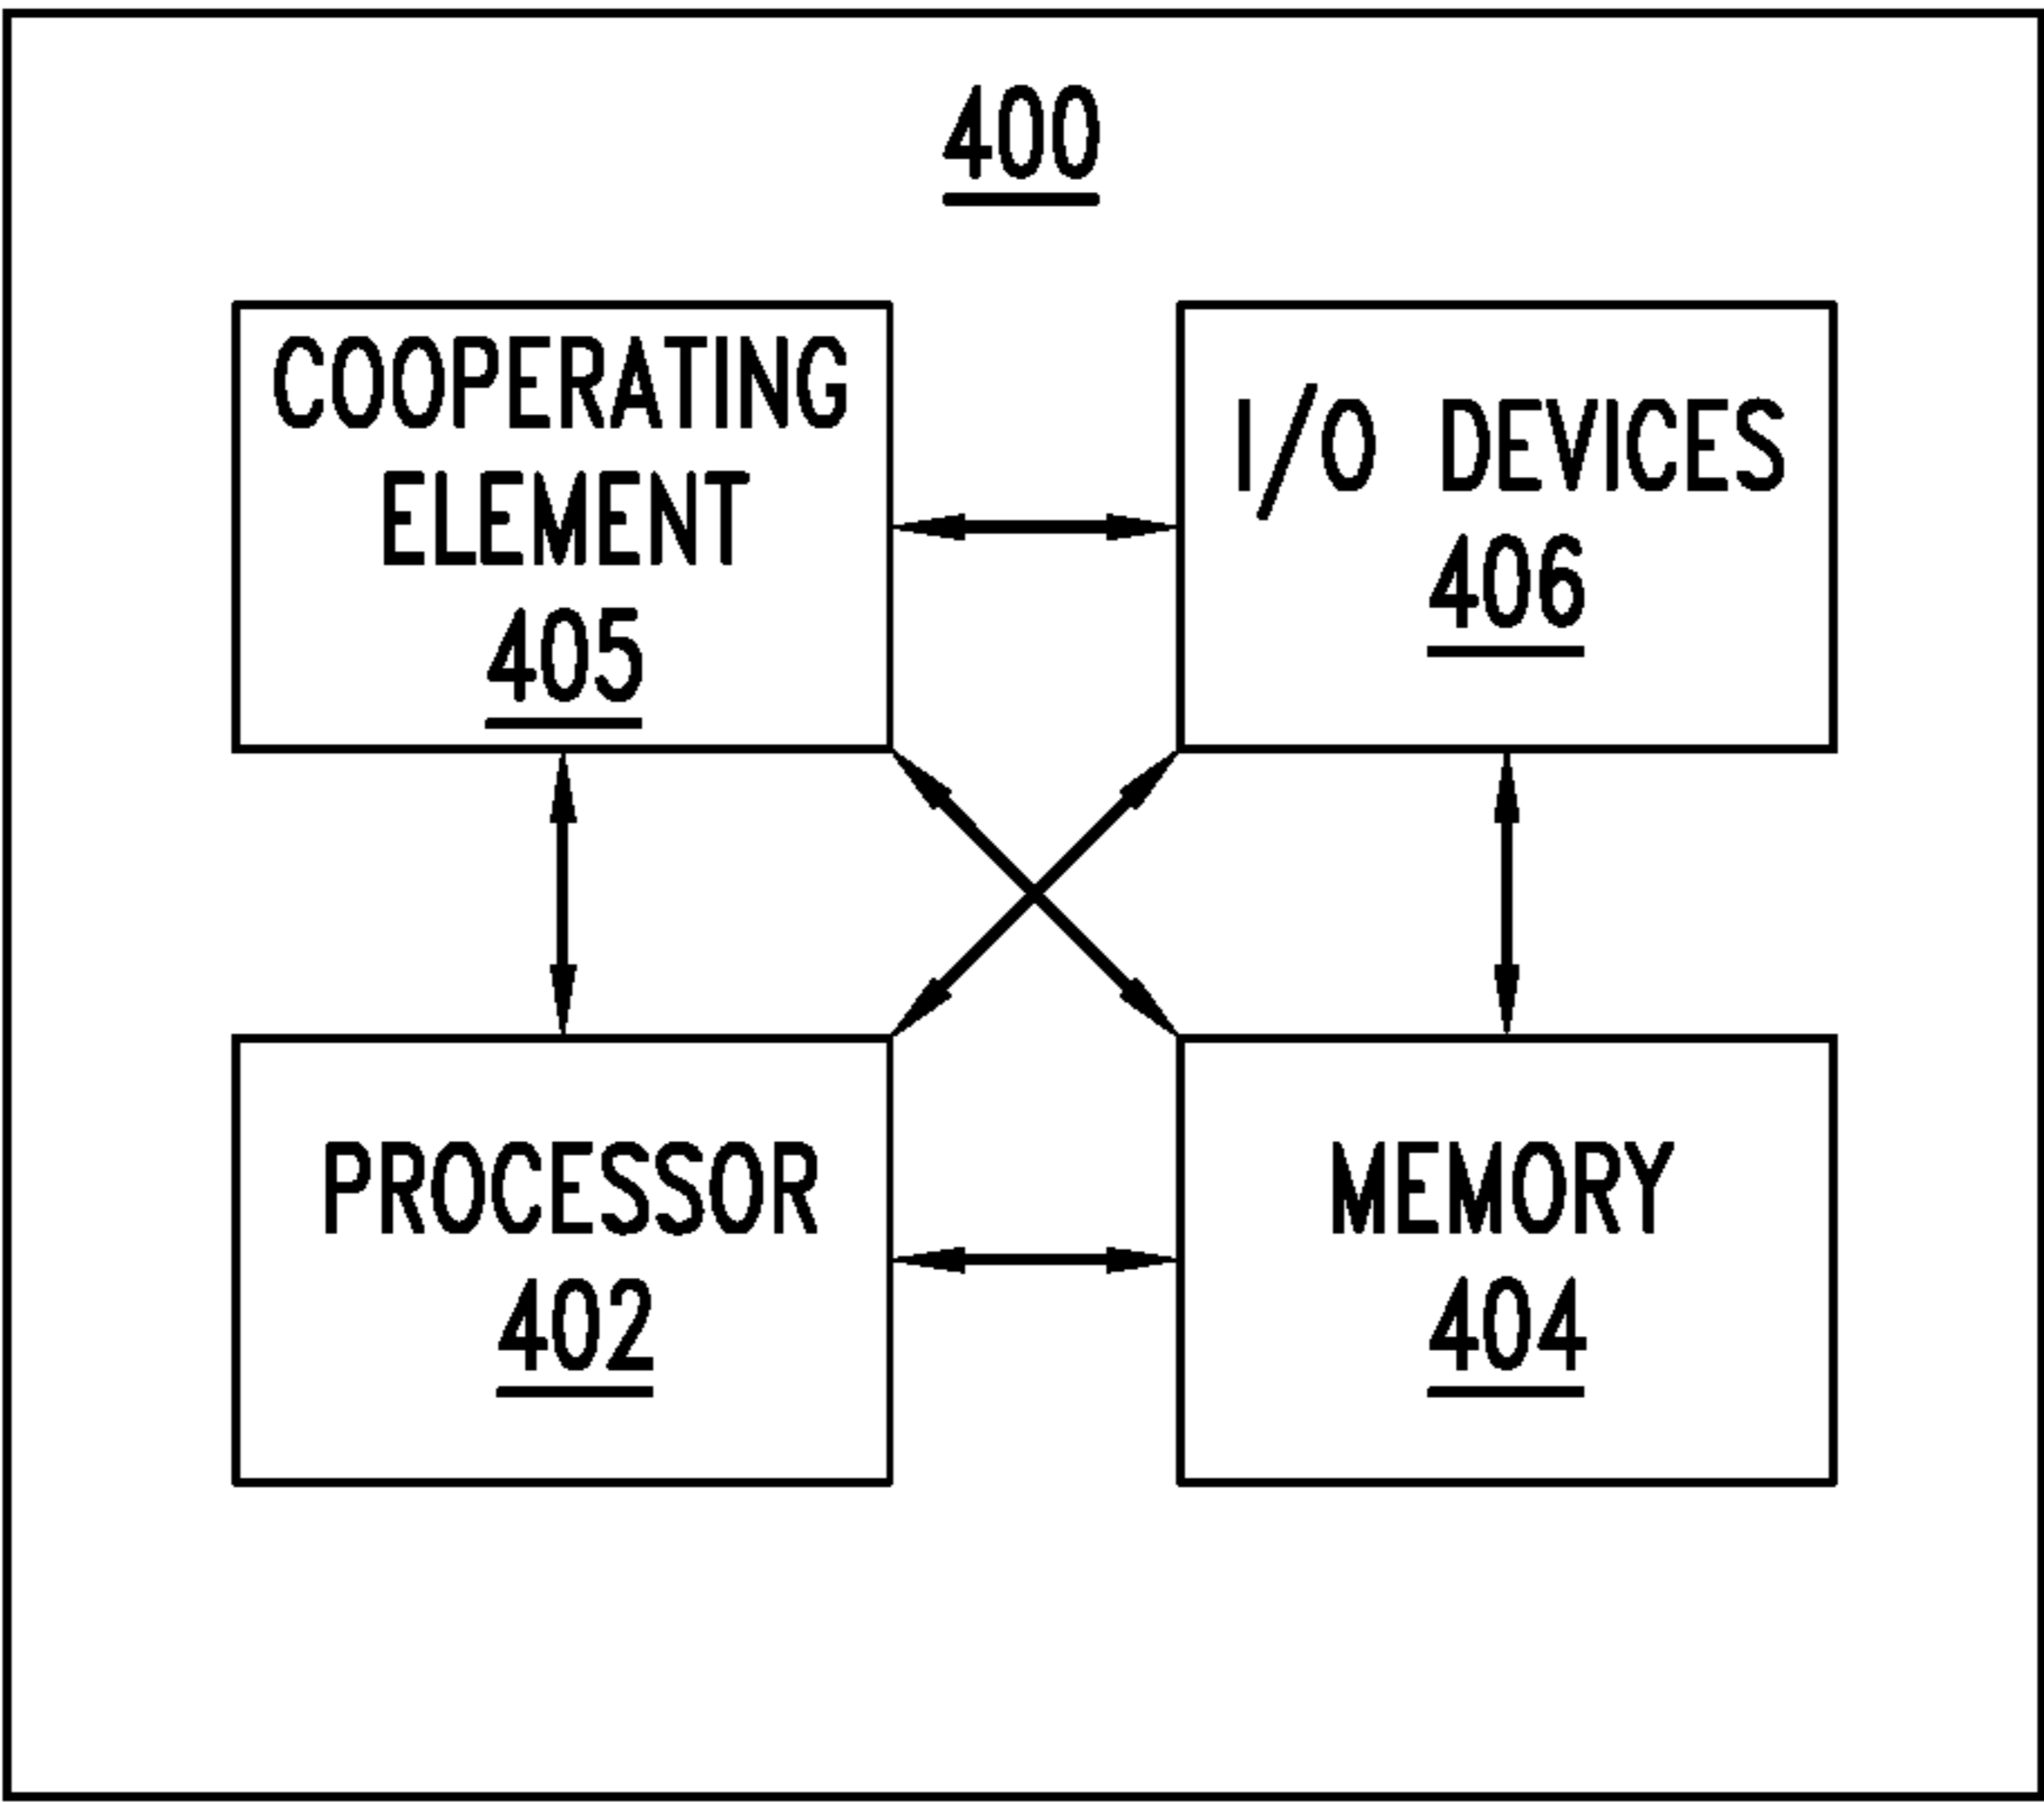 400
COOPERATING
ELEMENT
405
I/O DEVICES
406
PROCESSOR
402
MEMORY
404